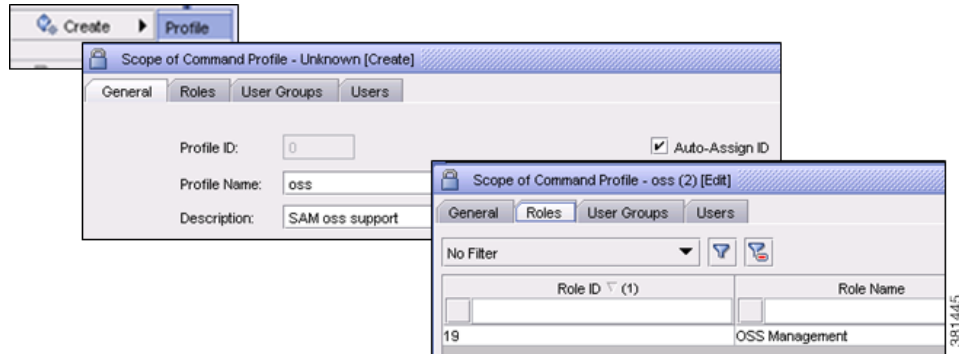 Create Profile
Scope of Command Profile - Unknown [Create]
General Roles User Groups Users
Profile ID: 0 Auto-Assign ID
Profile Name: oss
Description: SAM oss support
Scope of Command Profile - oss (2) [Edit]
General Roles User Groups Users
No Filter
Role ID (1) Role Name
19 OSS Management
381445